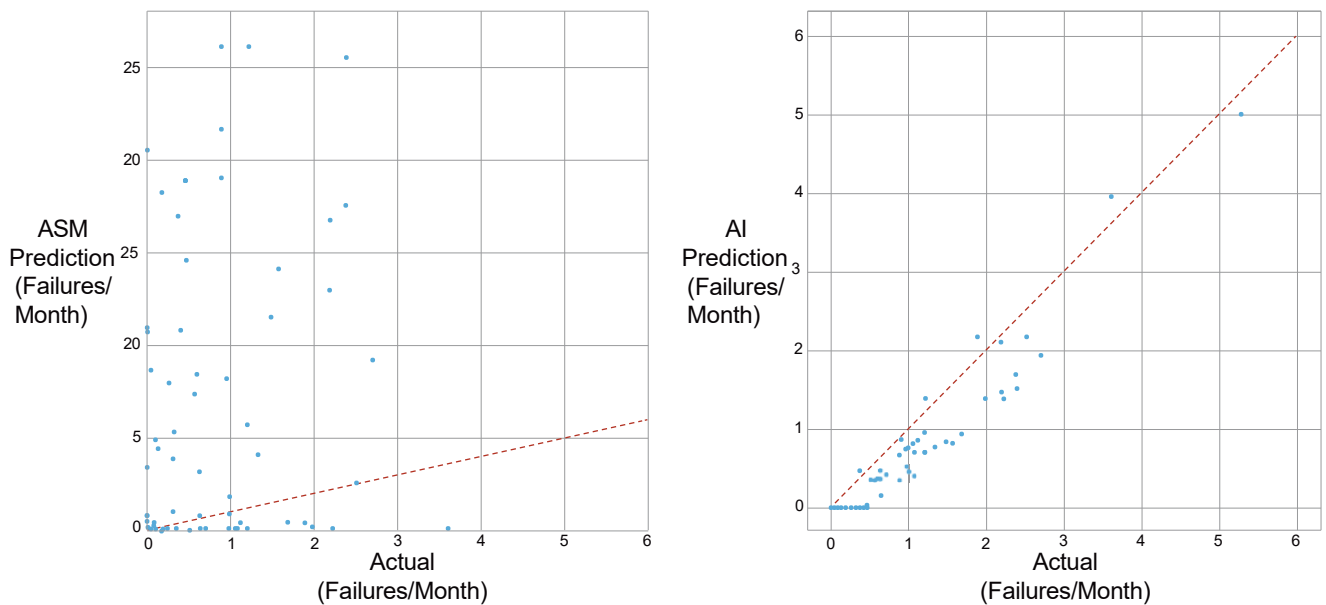 25
20
ASM
Prediction
(Failures/
Month)
25
20
5
0
0 1 2 3 4 5 6
Actual
(Failures/Month)
6
5
4
AI
Prediction
(Failures/
Month)
3
2
1
0
0 1 2 3 4 5 6
Actual
(Failures/Month)